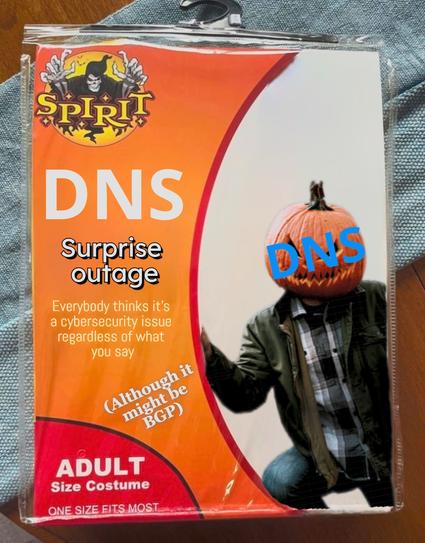 SPIRIT
DNS
Surprise
outage
Everybody thinks it's
a cybersecurity issue
regardless of what
you say
(Although it
might be
BGP)
ADULT
Size Costume
ONE SIZE FITS MOST
DNS